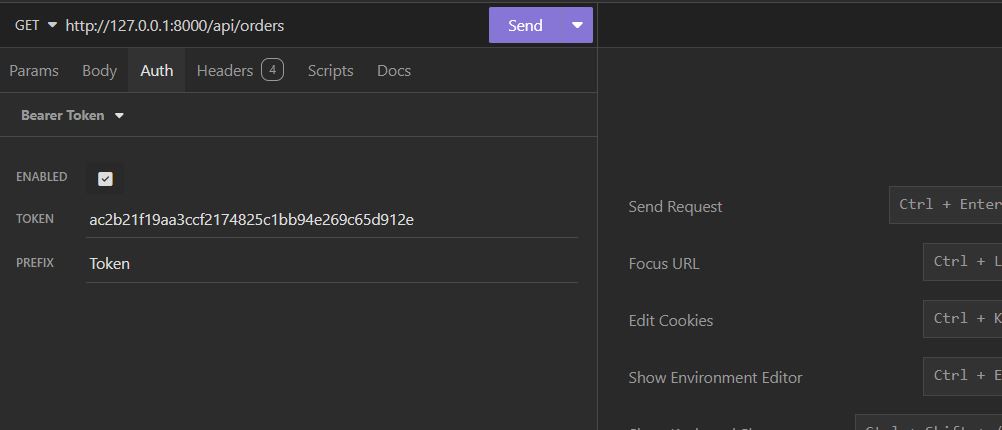 GET http://127.0.0.1:8000/api/orders Send
Params Body Auth Headers 4 Scripts Docs
Bearer Token
ENABLED
TOKEN ac2b21f19aa3ccf2174825c1bb94e269c65d912e
PREFIX Token
Send Request Ctrl + Enter
Focus URL Ctrl + L
Edit Cookies Ctrl + K
Show Environment Editor Ctrl + E